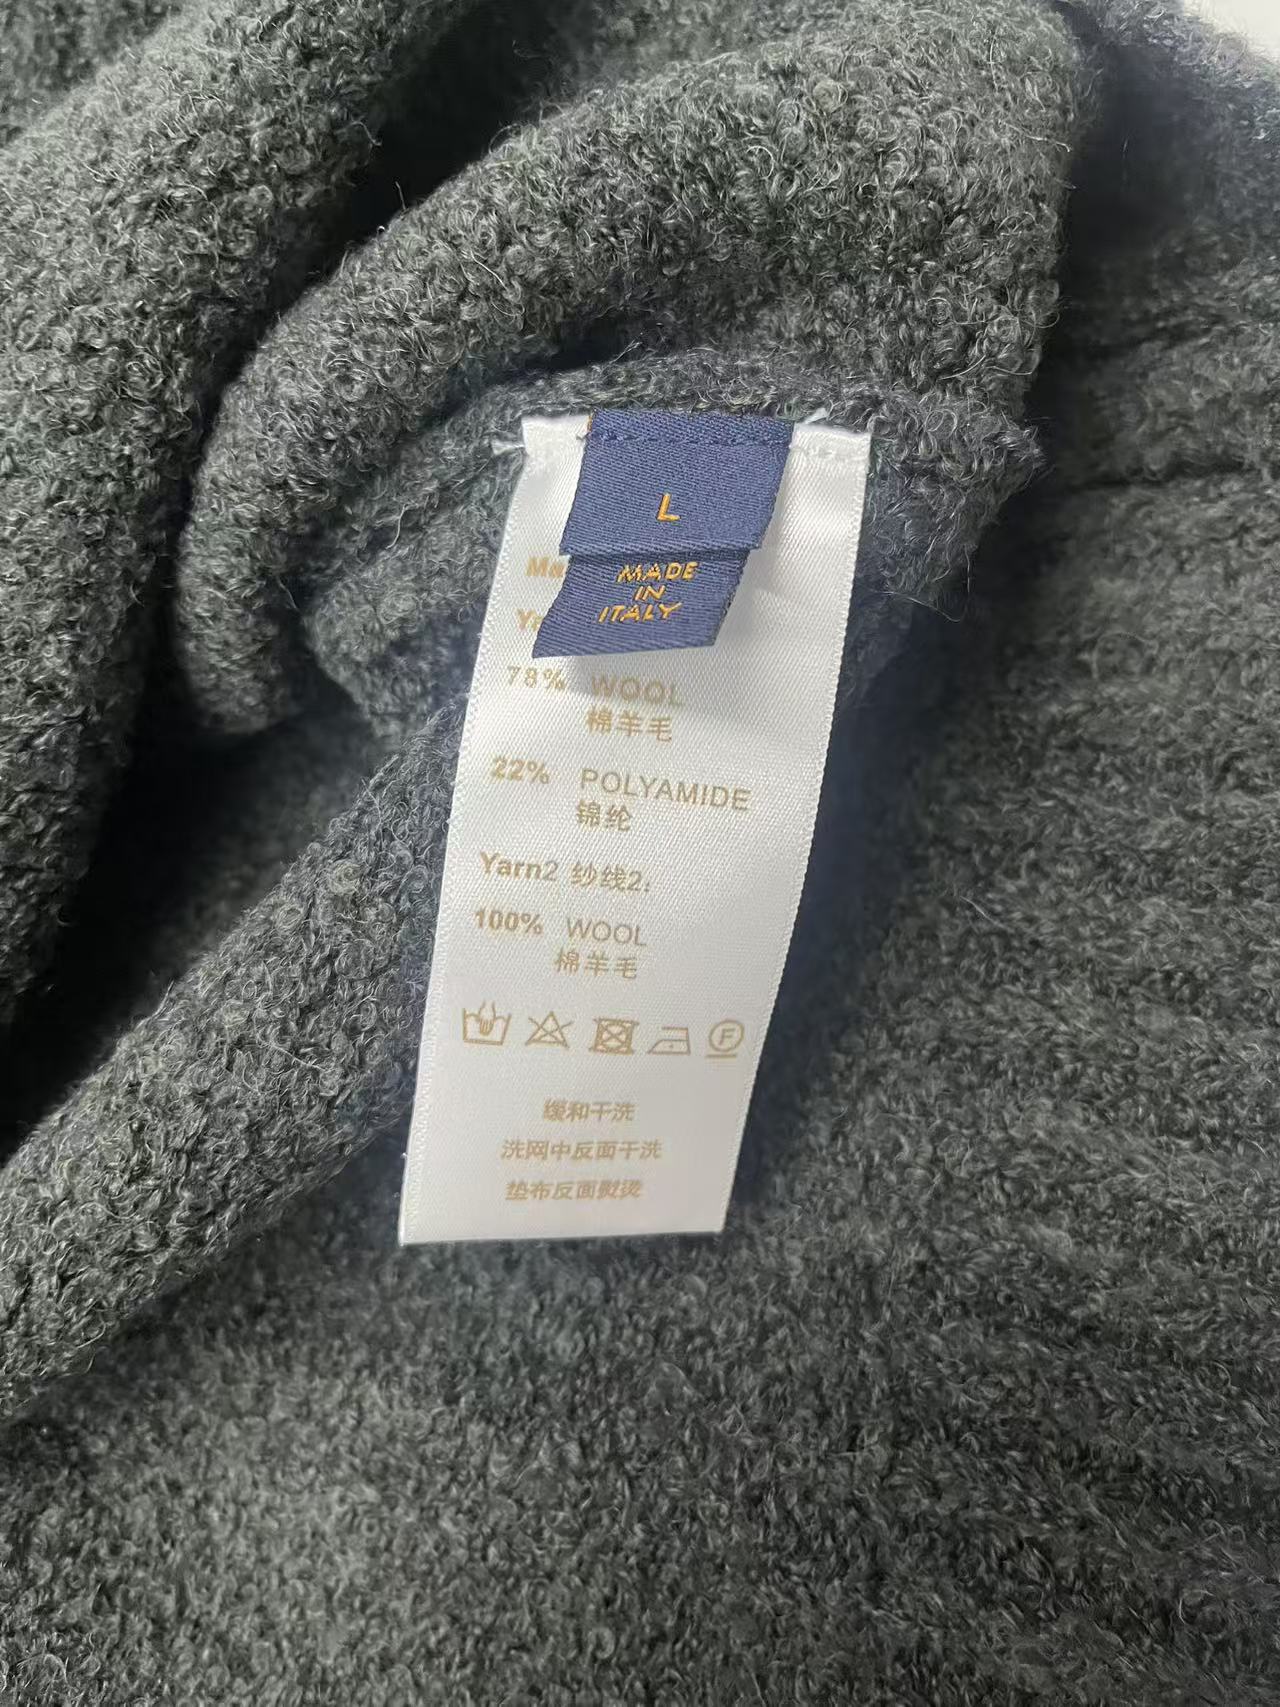 L
MADE
IN
ITALY
78% WOOL
棉羊毛
22% POLYAMIDE
锦纶
Yarn2 纱线2:
100% WOOL
棉羊毛
F
缓和干洗
洗网中反面干洗
垫布反面熨烫